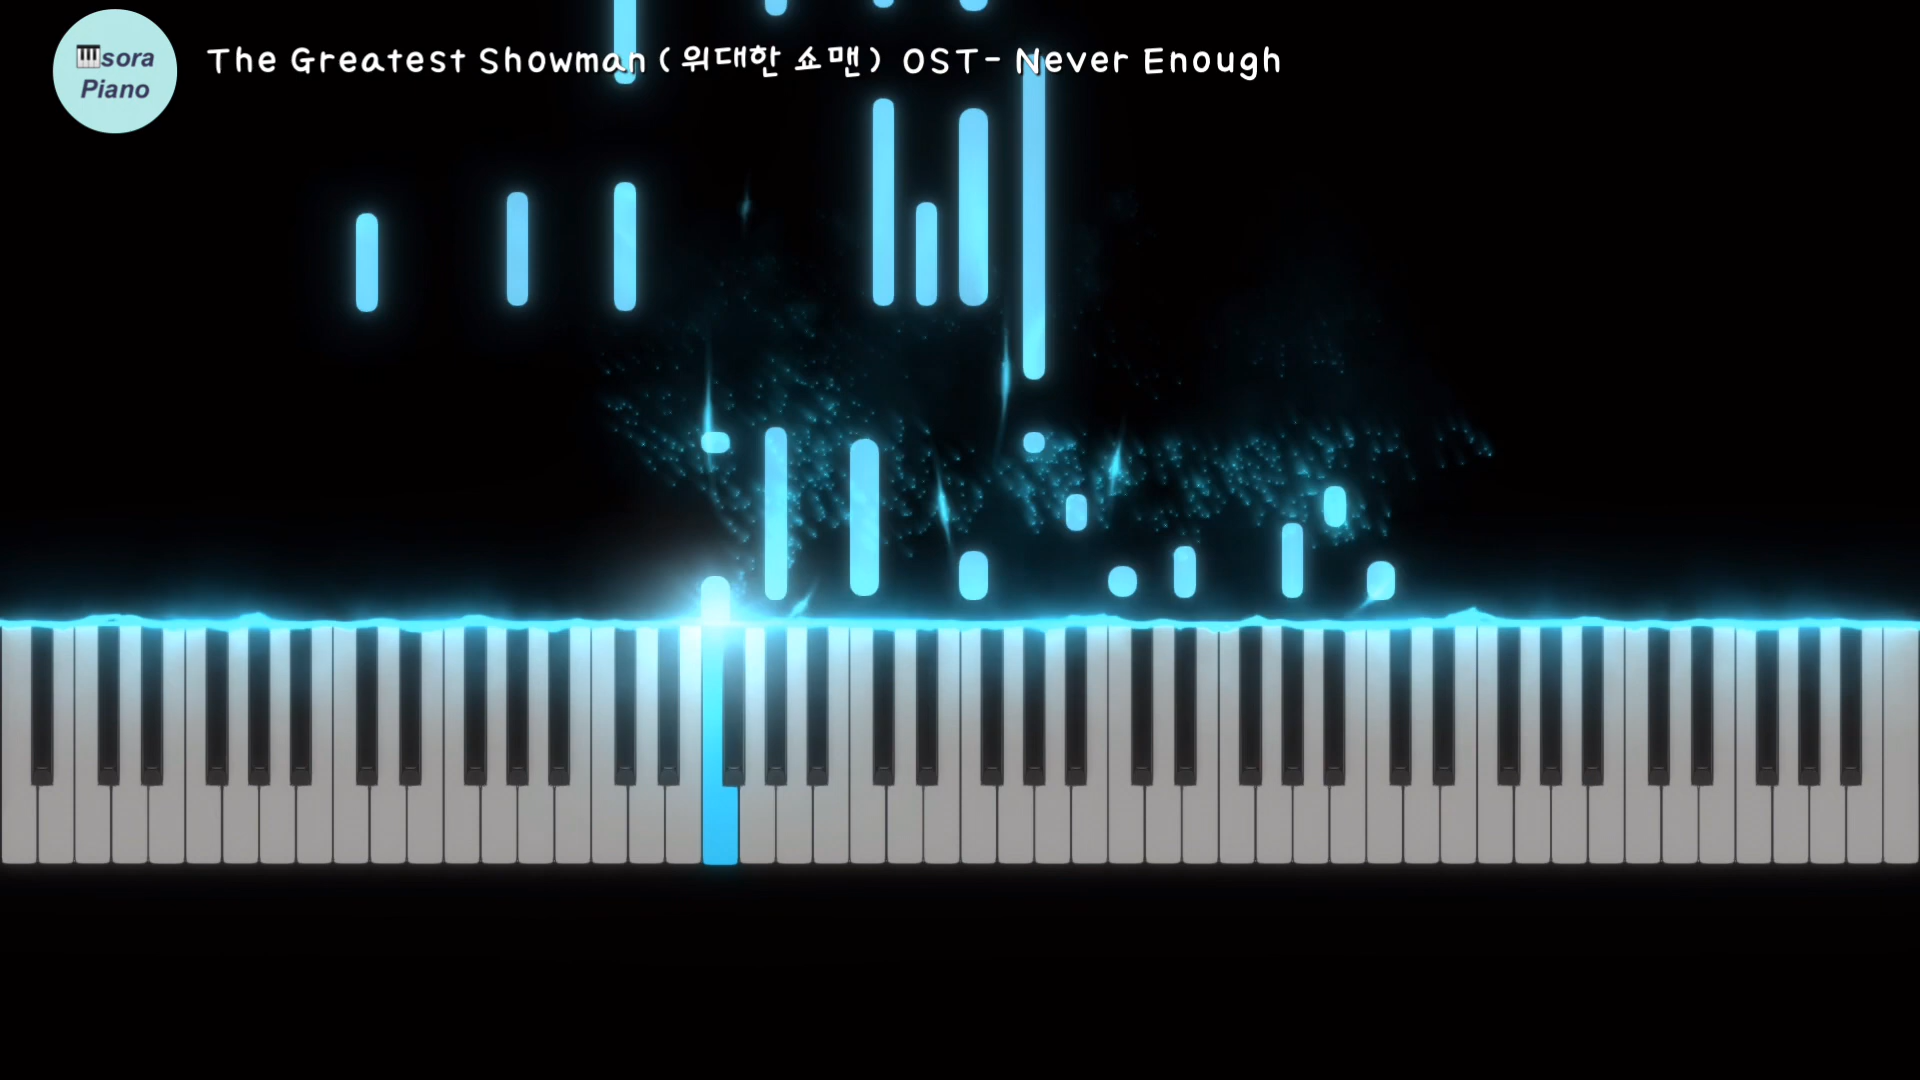 sora
Piano
The Greatest Showman (위대한 쇼맨) OST- Never Enough